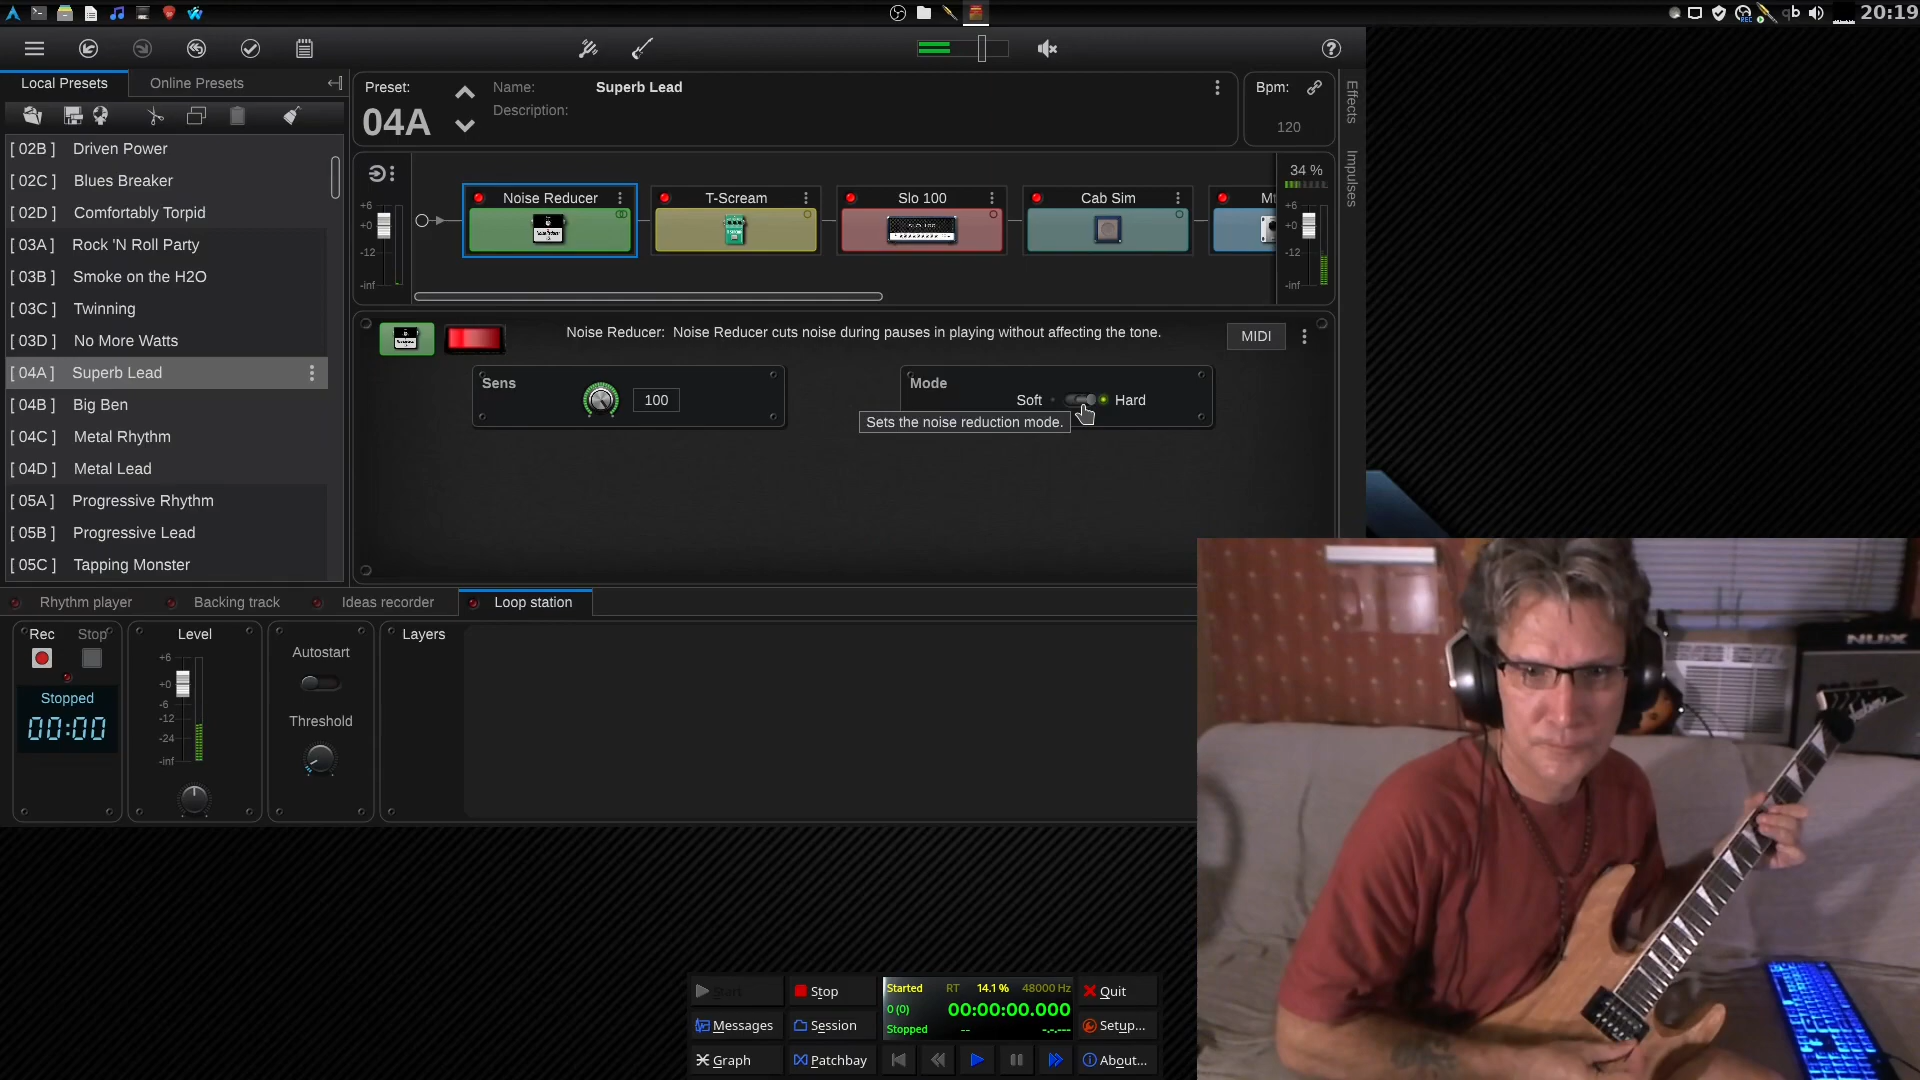 20:19
Local Presets
Online Presets
[ 02B ] Driven Power
[ 02C ] Blues Breaker
[ 02D ] Comfortably Torpid
[ 03A ] Rock 'N Roll Party
[ 03B ] Smoke on the H2O
[ 03C ] Twinning
[ 03D ] No More Watts
[ 04A ] Superb Lead
[ 04B ] Big Ben
[ 04C ] Metal Rhythm
[ 04D ] Metal Lead
[ 05A ] Progressive Rhythm
[ 05B ] Progressive Lead
[ 05C ] Tapping Monster
Preset:
04A
Name: Superb Lead
Description:
Bpm:
120
Effects
Impulses
+6
+0
-12
-inf
Noise Reducer
T-Scream
Slo 100
SLO 100
Cab Sim
34 %
+6
+0
-12
-inf
Noise Reducer: Noise Reducer cuts noise during pauses in playing without affecting the tone.
MIDI
Sens
100
Mode
Soft
Hard
Sets the noise reduction mode.
Rhythm player
Backing track
Ideas recorder
Loop station
Rec
Stop
Stopped
00:00
Level
+6
+0
-6
-12
-24
-inf
Autostart
Threshold
Layers
NUX
Start
Stop
Started RT 14.1 % 48000 Hz
0 (0) 00:00:00.000
Stopped -- -.-.---
Quit
Messages
Session
Setup...
Graph
Patchbay
About...